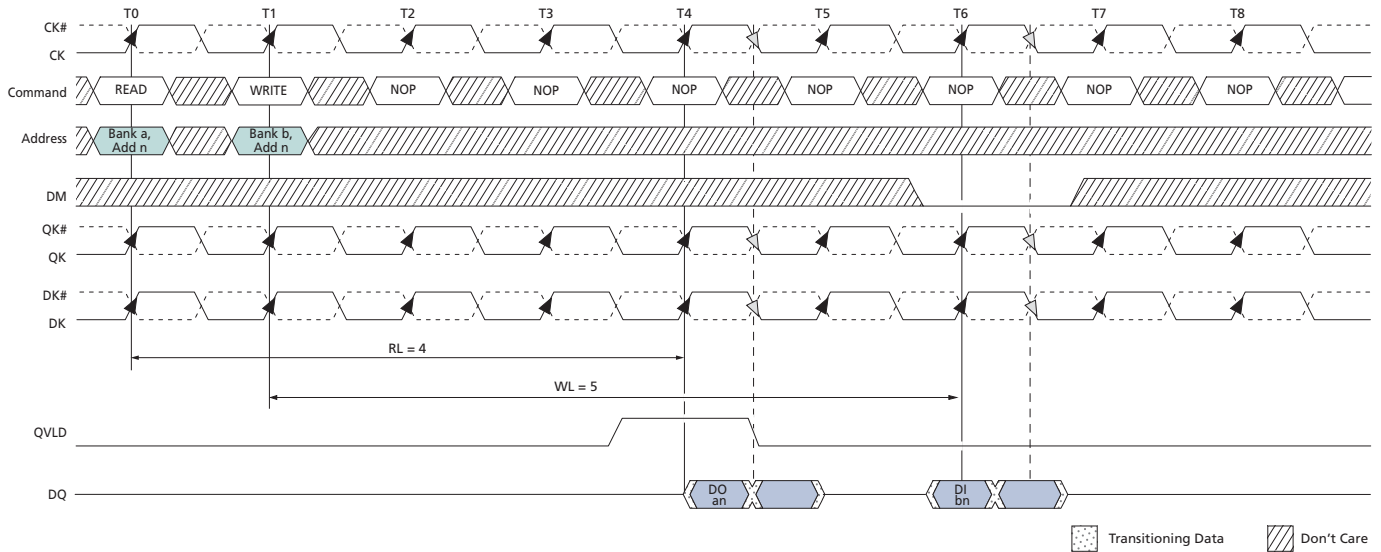 T0 T1 T2 T3 T4 T5 T6 T7 T8
CK#
CK
Command READ WRITE NOP NOP NOP NOP NOP NOP NOP
Address Bank a, Add n Bank b, Add n
DM
QK#
QK
DK#
DK
RL = 4
WL = 5
QVLD
DQ DO an DI bn
Transitioning Data Don't Care